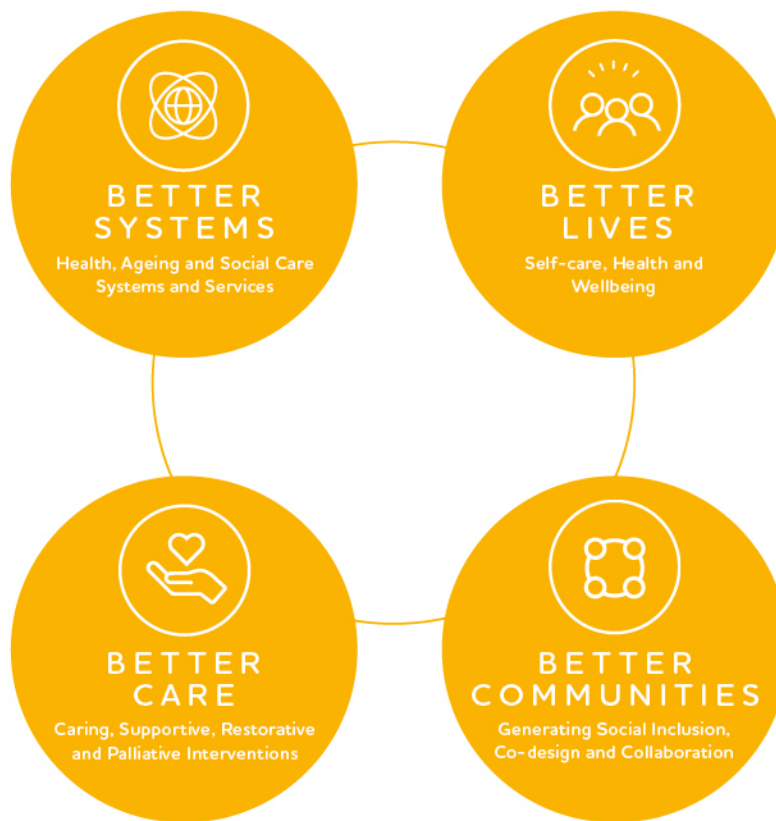 BETTER
SYSTEMS
Health, Ageing and Social Care
Systems and Services
BETTER
LIVES
Self-care, Health and
Wellbeing
BETTER
CARE
Caring, Supportive, Restorative
and Palliative Interventions
BETTER
COMMUNITIES
Generating Social Inclusion,
Co-design and Collaboration